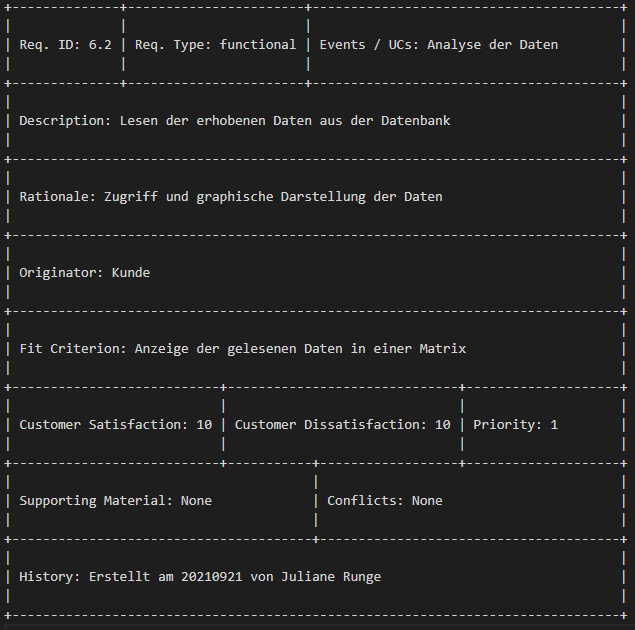 Req. ID: 6.2 | Req. Type: functional | Events / UCs: Analyse der Daten
Description: Lesen der erhobenen Daten aus der Datenbank
Rationale: Zugriff und graphische Darstellung der Daten
Originator: Kunde
Fit Criterion: Anzeige der gelesenen Daten in einer Matrix
Customer Satisfaction: 10 | Customer Dissatisfaction: 10 | Priority: 1
Supporting Material: None | Conflicts: None
History: Erstellt am 20210921 von Juliane Runge